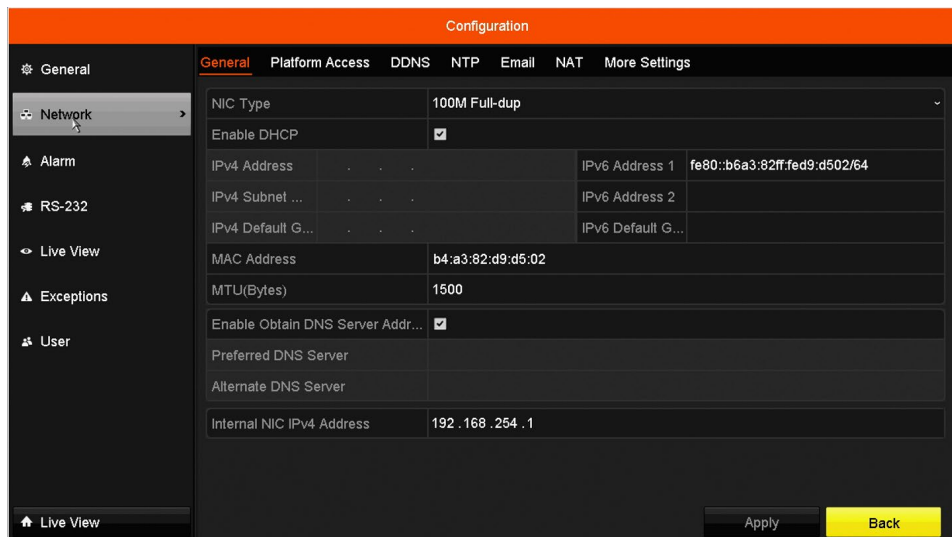 Configuration
General
Network
Alarm
RS-232
Live View
Exceptions
User
Live View
General Platform Access DDNS NTP Email NAT More Settings
NIC Type 100M Full-dup
Enable DHCP
IPv4 Address . . . IPv6 Address 1 fe80::b6a3:82ff:fed9:d502/64
IPv4 Subnet ... . . . IPv6 Address 2
IPv4 Default G... . . . IPv6 Default G...
MAC Address b4:a3:82:d9:d5:02
MTU(Bytes) 1500
Enable Obtain DNS Server Addr...
Preferred DNS Server
Alternate DNS Server
Internal NIC IPv4 Address 192 . 168 . 254 . 1
Apply Back